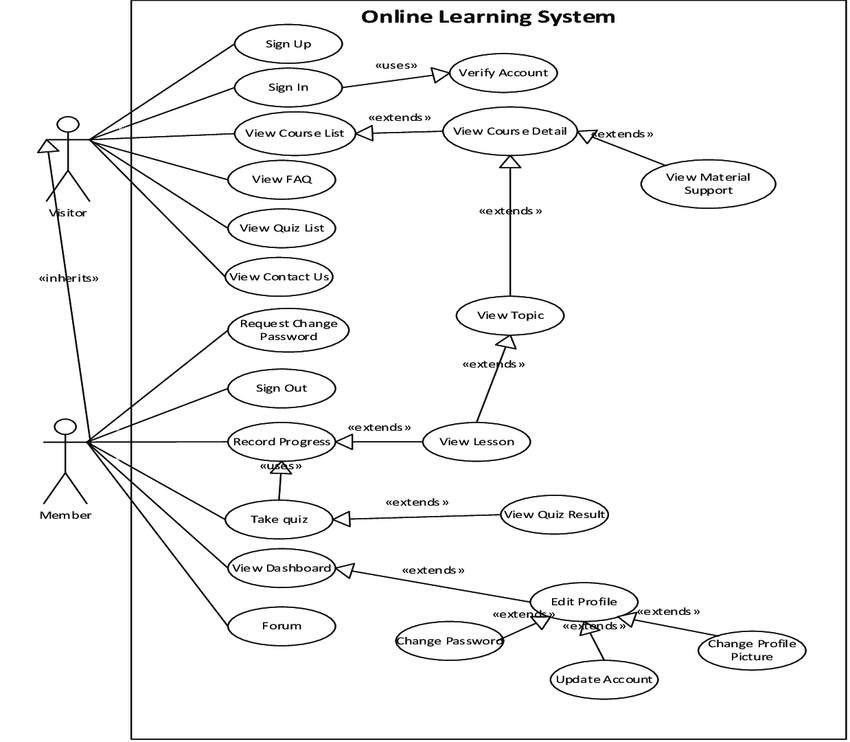 Online Learning System
Sign Up
«uses»
Verify Account
Sign In
«extends»
View Course List
View Course Detail
«extends»
View Material
Support
View FAQ
Visitor
«extends»
View Quiz List
View Contact Us
«inherits»
View Topic
Request Change
Password
«extends»
Sign Out
«extends»
Record Progress
View Lesson
«uses»
«extends»
Member
Take quiz
View Quiz Result
View Dashboard
«extends»
Edit Profile
«extends»
«extends»
«extends»
Forum
Change Password
Change Profile
Picture
Update Account